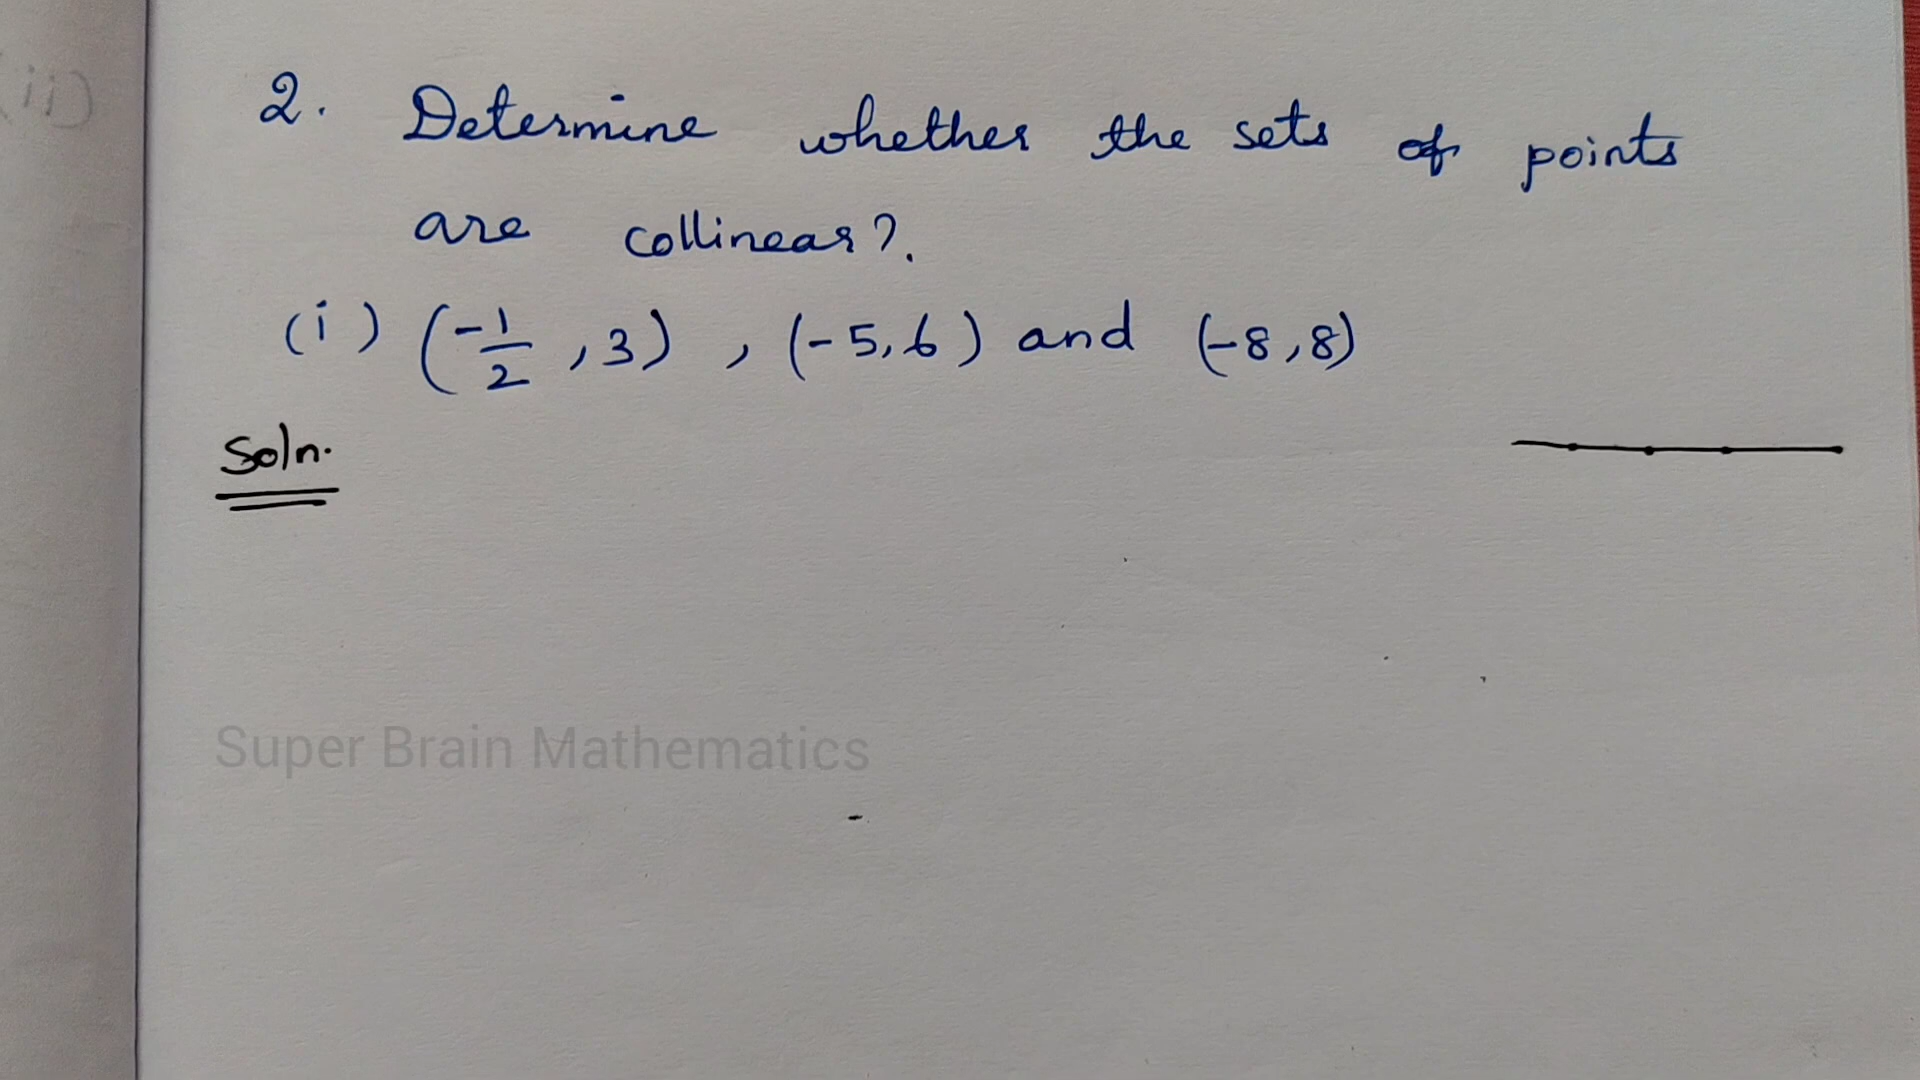 (ii)
2. Determine whether the sets of points
are collinear?.
(i) (-1/2, 3), (-5, 6) and (-8, 8)
Soln.
Super Brain Mathematics